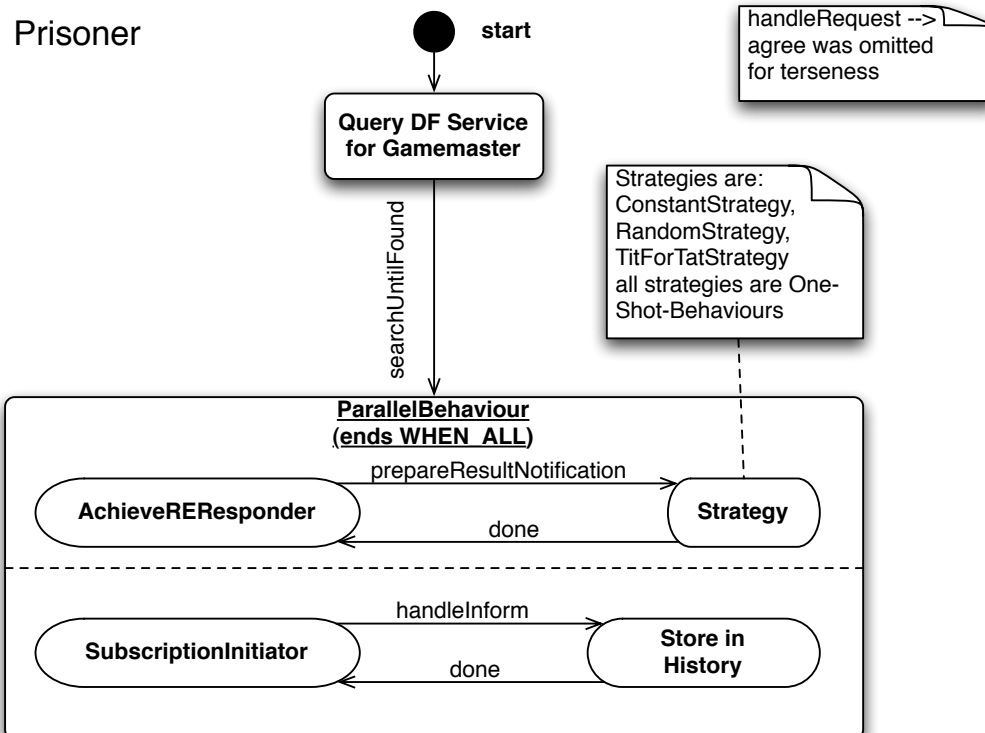 Prisoner
start
handleRequest -->
agree was omitted
for terseness
Query DF Service
for Gamemaster
Strategies are:
ConstantStrategy,
RandomStrategy,
TitForTatStrategy
all strategies are One-
Shot-Behaviours
searchUntilFound
ParallelBehaviour
(ends WHEN_ALL)
prepareResultNotification
AchieveREResponder
Strategy
done
handleInform
SubscriptionInitiator
Store in
History
done